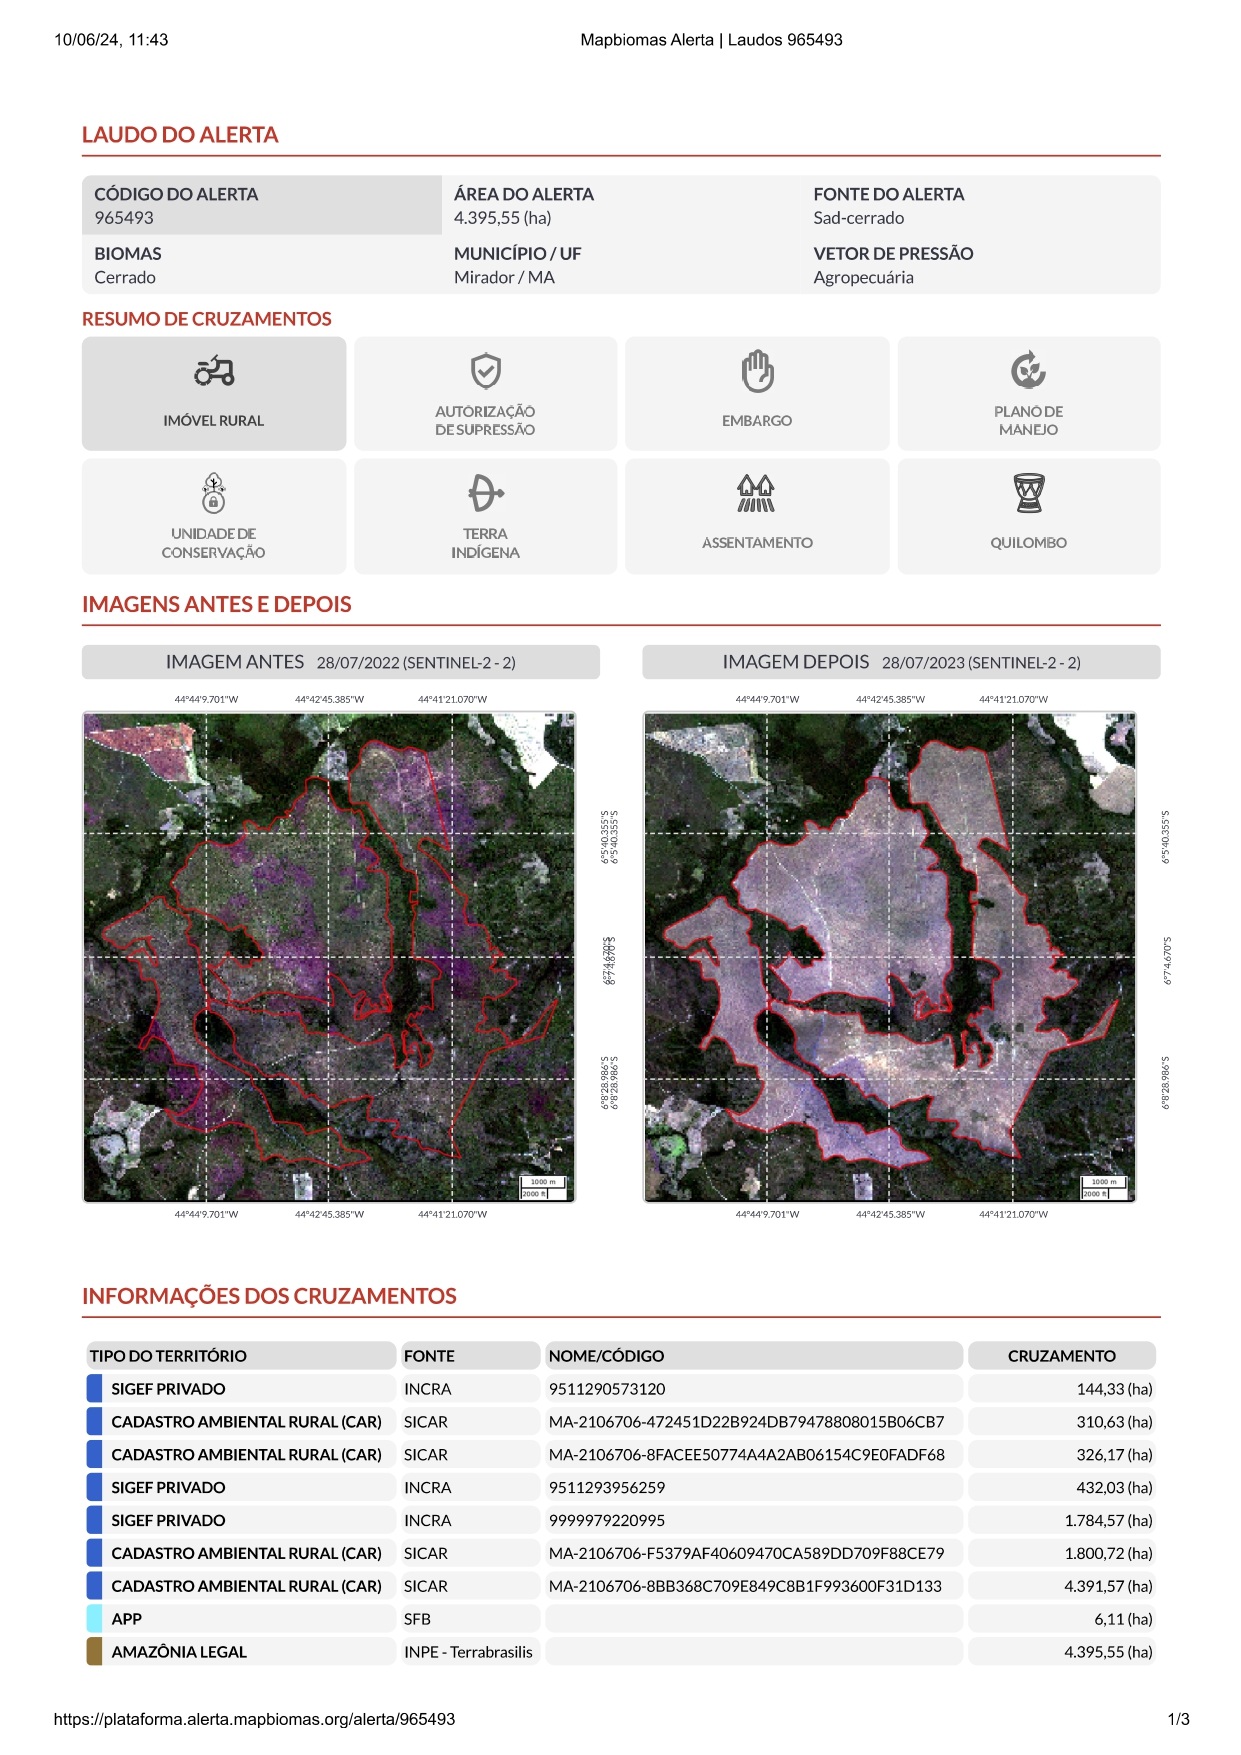 10/06/24, 11:43 Mapbiomas Alerta | Laudos 965493
LAUDO DO ALERTA
CÓDIGO DO ALERTA ÁREA DO ALERTA FONTE DO ALERTA
965493 4.395,55 (ha) Sad-cerrado
BIOMAS MUNICÍPIO / UF VETOR DE PRESSÃO
Cerrado Mirador / MA Agropecuária
RESUMO DE CRUZAMENTOS
IMÓVEL RURAL
AUTORIZAÇÃO
DE SUPRESSÃO
EMBARGO
PLANO DE
MANEJO
UNIDADE DE
CONSERVAÇÃO
TERRA
INDÍGENA
ASSENTAMENTO
QUILOMBO
IMAGENS ANTES E DEPOIS
IMAGEM ANTES 28/07/2022 (SENTINEL-2 - 2)
44°44'9.701"W 44°42'45.385"W 44°41'21.070"W
6°5'40.355"S
6°5'40.355"S
6°7'4.670"S
6°7'4.670"S
6°8'28.986"S
6°8'28.986"S
1000 m
2000 ft
44°44'9.701"W 44°42'45.385"W 44°41'21.070"W
IMAGEM DEPOIS 28/07/2023 (SENTINEL-2 - 2)
44°44'9.701"W 44°42'45.385"W 44°41'21.070"W
6°5'40.355"S
6°7'4.670"S
6°8'28.986"S
1000 m
2000 ft
44°44'9.701"W 44°42'45.385"W 44°41'21.070"W
INFORMAÇÕES DOS CRUZAMENTOS
TIPO DO TERRITÓRIO FONTE NOME/CÓDIGO CRUZAMENTO
SIGEF PRIVADO INCRA 9511290573120 144,33 (ha)
CADASTRO AMBIENTAL RURAL (CAR) SICAR MA-2106706-472451D22B924DB79478808015B06CB7 310,63 (ha)
CADASTRO AMBIENTAL RURAL (CAR) SICAR MA-2106706-8FACEE50774A4A2AB06154C9E0FADF68 326,17 (ha)
SIGEF PRIVADO INCRA 9511293956259 432,03 (ha)
SIGEF PRIVADO INCRA 9999979220995 1.784,57 (ha)
CADASTRO AMBIENTAL RURAL (CAR) SICAR MA-2106706-F5379AF40609470CA589DD709F88CE79 1.800,72 (ha)
CADASTRO AMBIENTAL RURAL (CAR) SICAR MA-2106706-8BB368C709E849C8B1F993600F31D133 4.391,57 (ha)
APP SFB 6,11 (ha)
AMAZÔNIA LEGAL INPE - Terrabrasilis 4.395,55 (ha)
https://plataforma.alerta.mapbiomas.org/alerta/965493 1/3